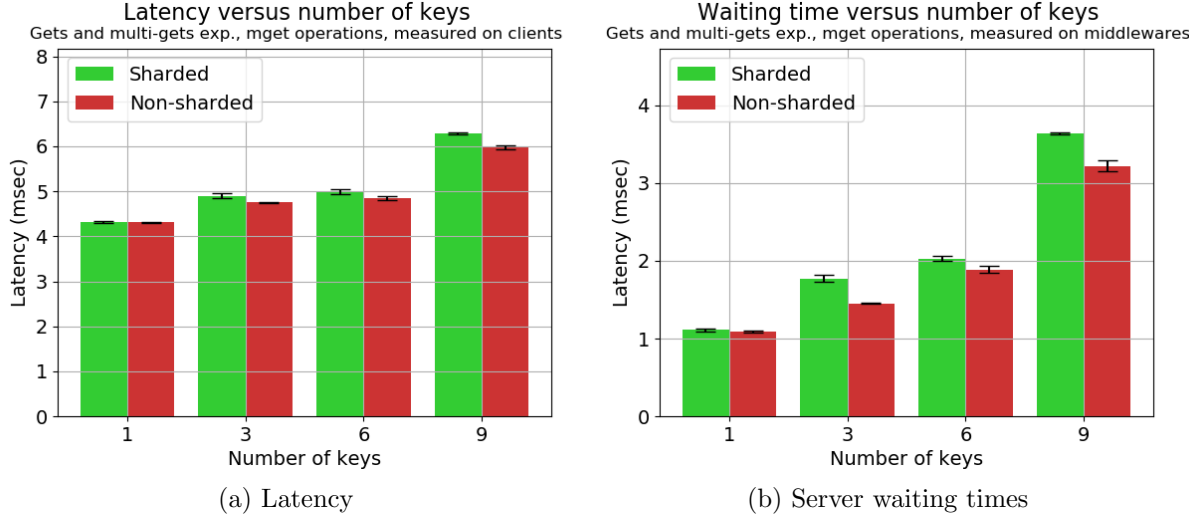 Latency versus number of keys
Gets and multi-gets exp., mget operations, measured on clients
8
7
6
5
4
3
2
1
0
Latency (msec)
Sharded
Non-sharded
1 3 6 9
Number of keys
(a) Latency
Waiting time versus number of keys
Gets and multi-gets exp., mget operations, measured on middlewares
4
3
2
1
0
Latency (msec)
Sharded
Non-sharded
1 3 6 9
Number of keys
(b) Server waiting times